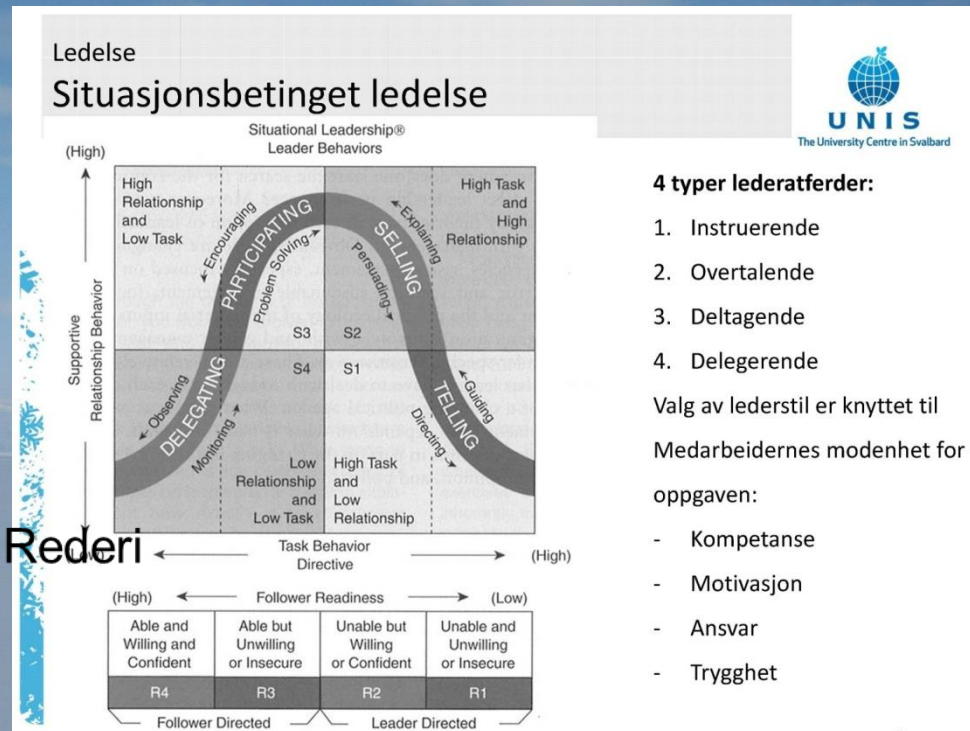 Ledelse
Situasjonsbetinget ledelse
UNIS
The University Centre in Svalbard
Situational Leadership®
Leader Behaviors
(High)
High
Relationship
and
Low Task
High Task
and
High
Relationship
Encouraging
PARTICIPATING
Problem Solving
Explaining
SELLING
Persuading
Supportive
Relationship Behavior
S3
S2
S4
S1
Observing
DELEGATING
Monitoring
Guiding
TELLING
Directing
Low
Relationship
and
Low Task
High Task
and
Low
Relationship
Rederi
Task Behavior
Directive
(High)
(High)
Follower Readiness
(Low)
Able and
Willing and
Confident
Able but
Unwilling
or Insecure
Unable but
Willing
or Confident
Unable and
Unwilling
or Insecure
R4
R3
R2
R1
Follower Directed
Leader Directed
4 typer lederatferder:
1. Instruerende
2. Overtalende
3. Deltagende
4. Delegerende
Valg av lederstil er knyttet til
Medarbeidernes modenhet for
oppgaven:
- Kompetanse
- Motivasjon
- Ansvar
- Trygghet